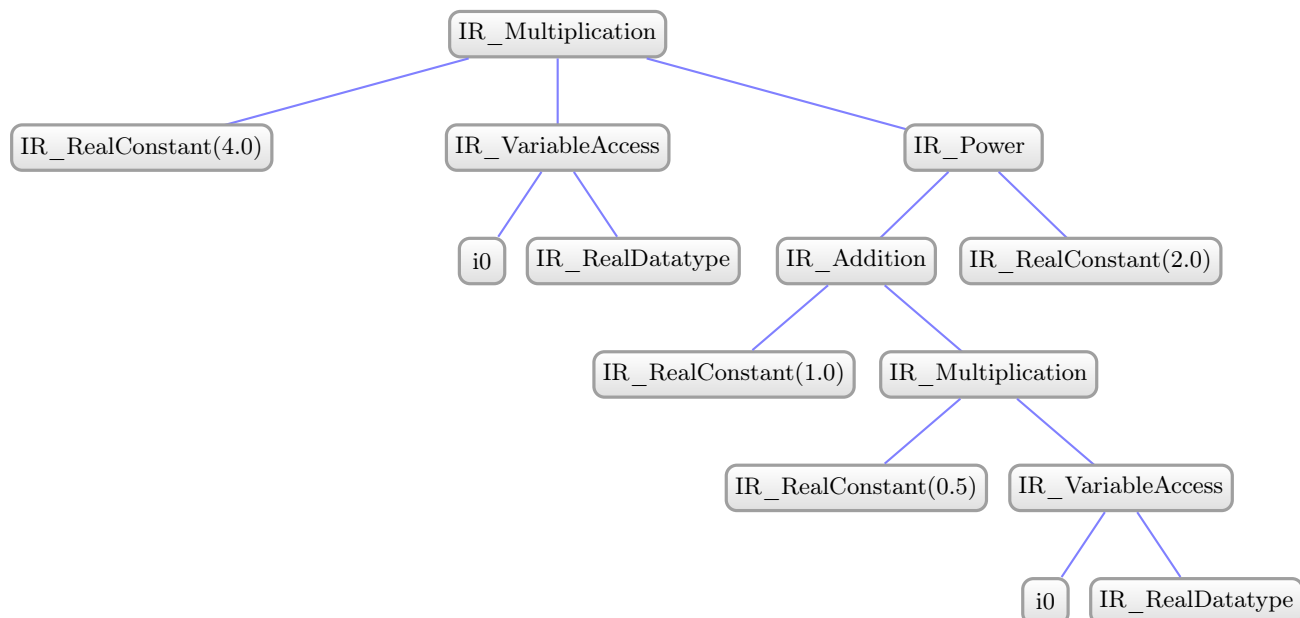 IR_Multiplication
IR_RealConstant(4.0)
IR_VariableAccess
IR_Power
i0
IR_RealDatatype
IR_Addition
IR_RealConstant(2.0)
IR_RealConstant(1.0)
IR_Multiplication
IR_RealConstant(0.5)
IR_VariableAccess
i0
IR_RealDatatype